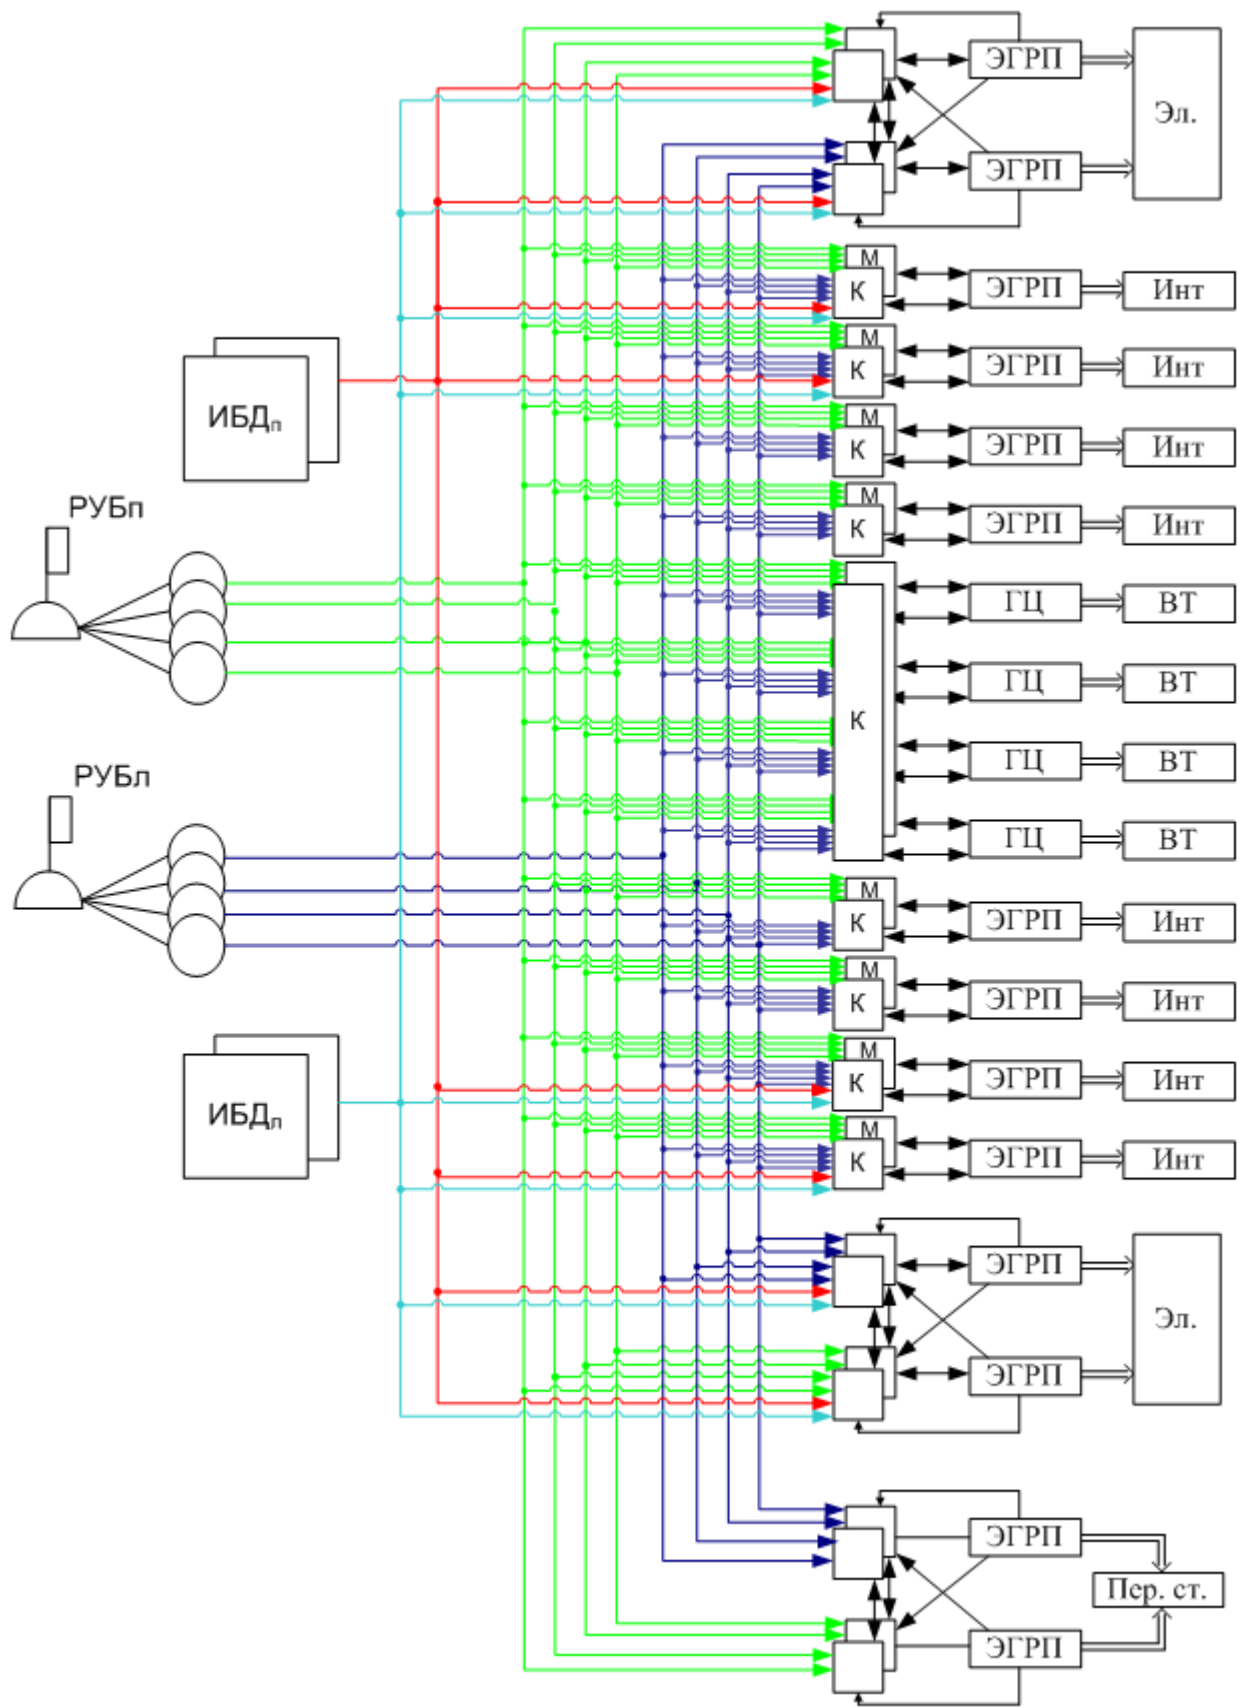 ЭГРП
Эл.
ЭГРП
М
К
ЭГРП
Инт
М
К
ЭГРП
Инт
ИБДп
М
К
ЭГРП
Инт
РУБп
М
К
ЭГРП
Инт
ГЦ
ВТ
ГЦ
ВТ
К
ГЦ
ВТ
РУБл
ГЦ
ВТ
М
К
ЭГРП
Инт
М
К
ЭГРП
Инт
М
К
ЭГРП
Инт
ИБДл
М
К
ЭГРП
Инт
ЭГРП
Эл.
ЭГРП
ЭГРП
Пер. ст.
ЭГРП